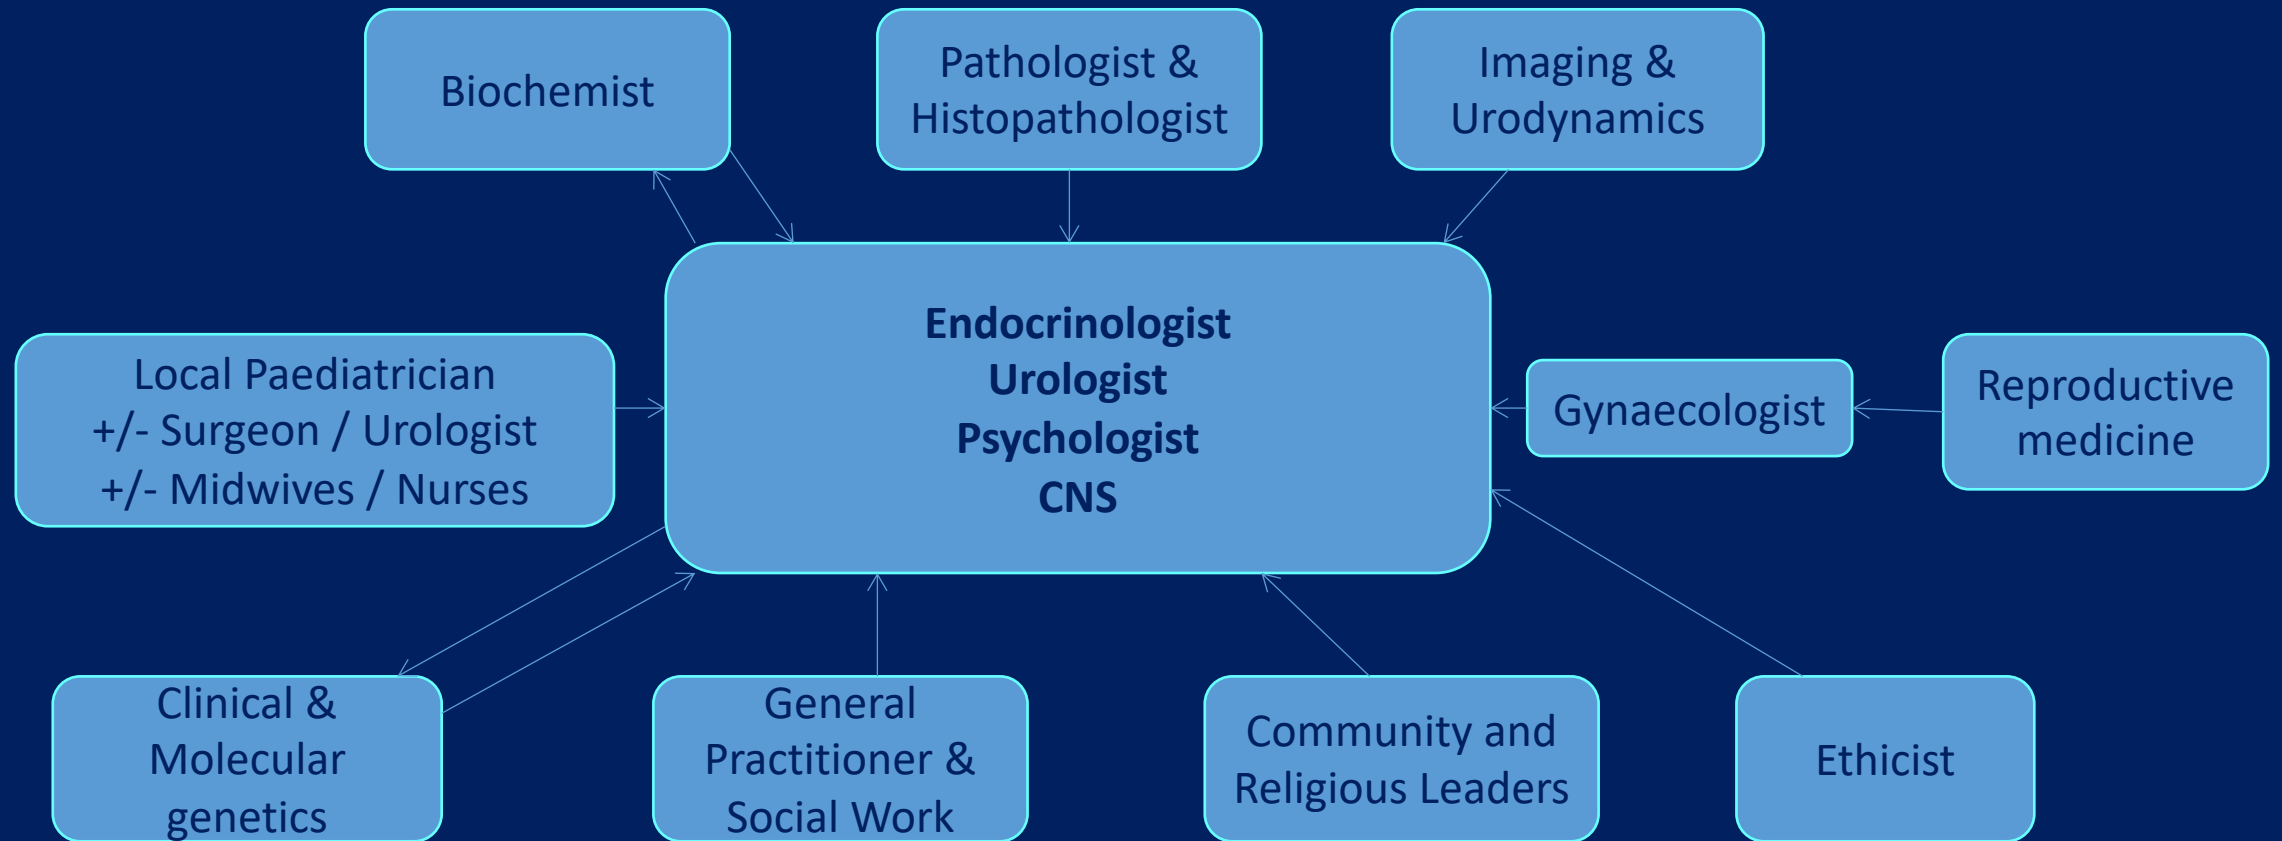 Biochemist
Pathologist &
Histopathologist
Imaging &
Urodynamics
Endocrinologist
Urologist
Psychologist
CNS
Local Paediatrician
+/- Surgeon / Urologist
+/- Midwives / Nurses
Gynaecologist
Reproductive
medicine
Clinical &
Molecular
genetics
General
Practitioner &
Social Work
Community and
Religious Leaders
Ethicist